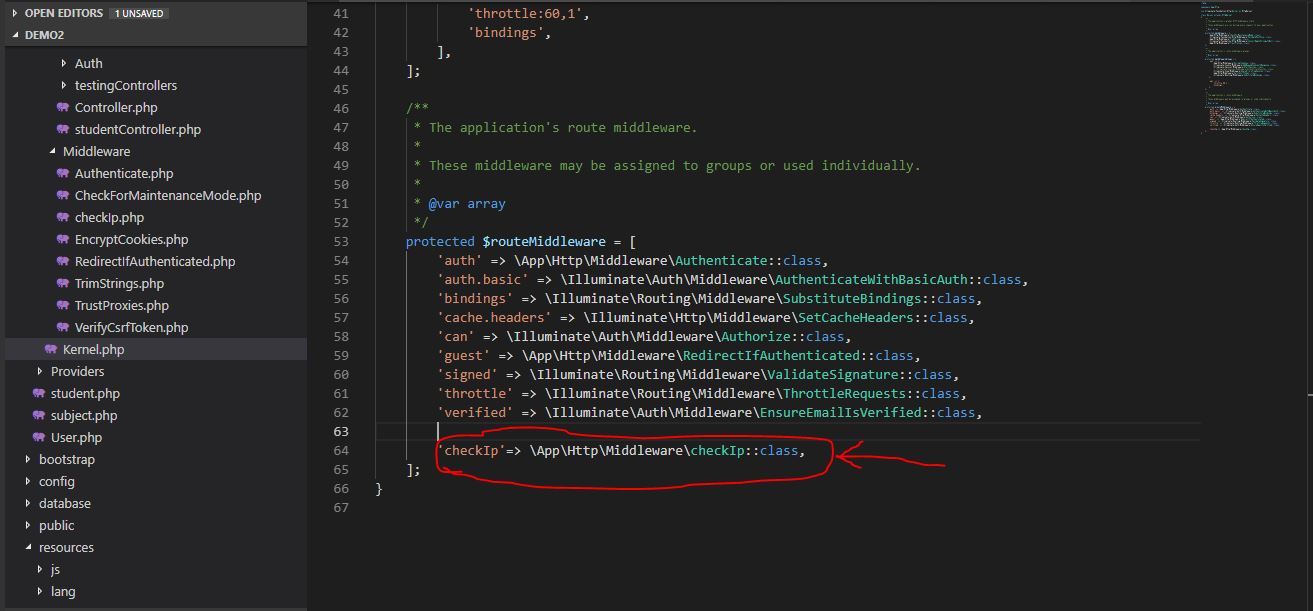 OPEN EDITORS 1 UNSAVED
DEMO2
Auth
testingControllers
Controller.php
studentController.php
Middleware
Authenticate.php
CheckForMaintenanceMode.php
checkIp.php
EncryptCookies.php
RedirectIfAuthenticated.php
TrimStrings.php
TrustProxies.php
VerifyCsrfToken.php
Kernel.php
Providers
student.php
subject.php
User.php
bootstrap
config
database
public
resources
js
lang
41 'throttle:60,1',
42 'bindings',
43 ],
44 ];
45
46 /**
47 * The application's route middleware.
48 *
49 * These middleware may be assigned to groups or used individually.
50 *
51 * @var array
52 */
53 protected $routeMiddleware = [
54 'auth' => \App\Http\Middleware\Authenticate::class,
55 'auth.basic' => \Illuminate\Auth\Middleware\AuthenticateWithBasicAuth::class,
56 'bindings' => \Illuminate\Routing\Middleware\SubstituteBindings::class,
57 'cache.headers' => \Illuminate\Http\Middleware\SetCacheHeaders::class,
58 'can' => \Illuminate\Auth\Middleware\Authorize::class,
59 'guest' => \App\Http\Middleware\RedirectIfAuthenticated::class,
60 'signed' => \Illuminate\Routing\Middleware\ValidateSignature::class,
61 'throttle' => \Illuminate\Routing\Middleware\ThrottleRequests::class,
62 'verified' => \Illuminate\Auth\Middleware\EnsureEmailIsVerified::class,
63
64 'checkIp'=> \App\Http\Middleware\checkIp::class,
65 ];
66 }
67